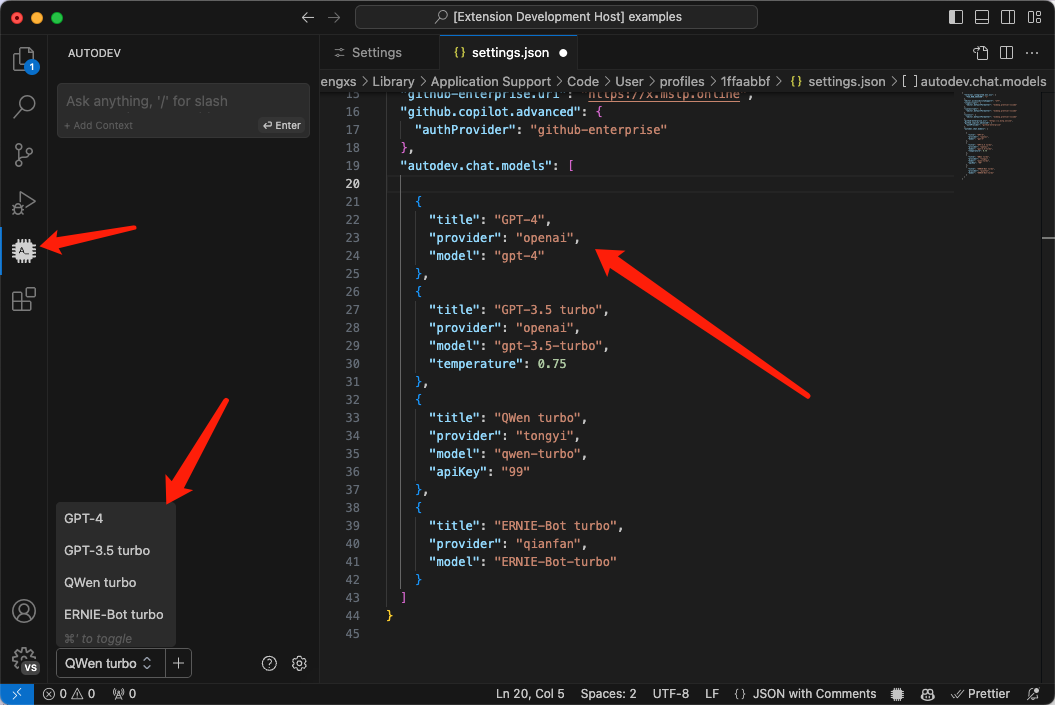 [Extension Development Host] examples
1
AUTODEV
Ask anything, '/' for slash
+ Add Context
Enter
GPT-4
GPT-3.5 turbo
QWen turbo
ERNIE-Bot turbo
⌘' to toggle
QWen turbo
+
Settings
{} settings.json
engxs > Library > Application Support > Code > User > profiles > 1ffaabbf > {} settings.json > [ ] autodev.chat.models
15 "github-enterprise.uri": "https://x.mstp.online",
16 "github.copilot.advanced": {
17 "authProvider": "github-enterprise"
18 },
19 "autodev.chat.models": [
20
21 {
22 "title": "GPT-4",
23 "provider": "openai",
24 "model": "gpt-4"
25 },
26 {
27 "title": "GPT-3.5 turbo",
28 "provider": "openai",
29 "model": "gpt-3.5-turbo",
30 "temperature": 0.75
31 },
32 {
33 "title": "QWen turbo",
34 "provider": "tongyi",
35 "model": "qwen-turbo",
36 "apiKey": "99"
37 },
38 {
39 "title": "ERNIE-Bot turbo",
40 "provider": "qianfan",
41 "model": "ERNIE-Bot-turbo"
42 }
43 ]
44 }
45
VS
0 0 0
Ln 20, Col 5 Spaces: 2 UTF-8 LF {} JSON with Comments Prettier